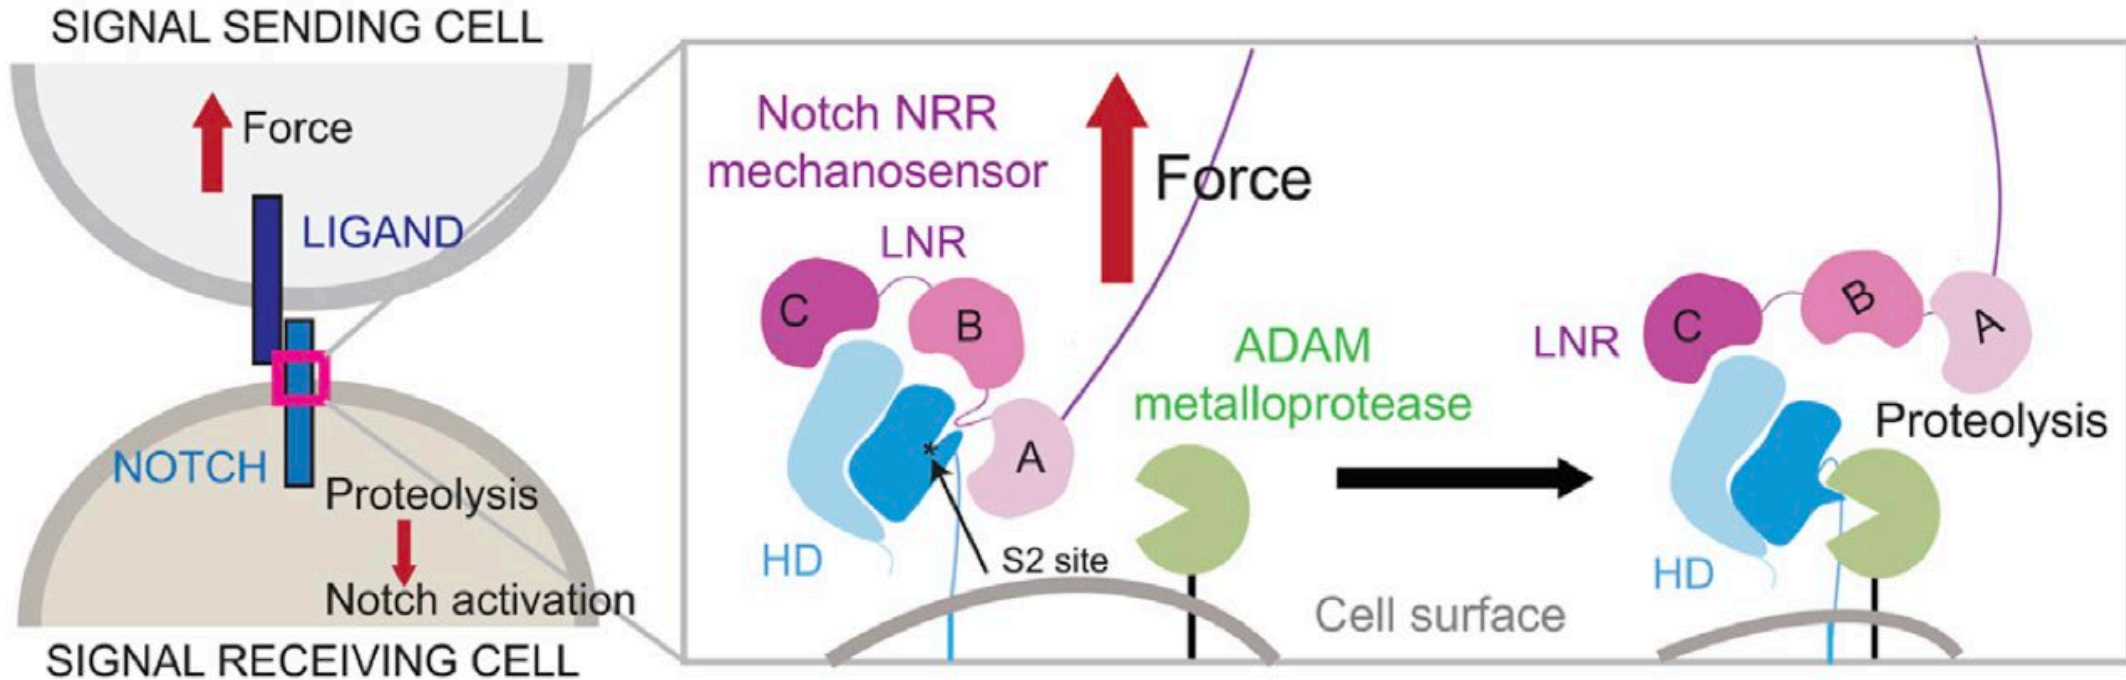 SIGNAL SENDING CELL
Force
LIGAND
NOTCH
Proteolysis
Notch activation
SIGNAL RECEIVING CELL
Notch NRR
mechanosensor
Force
LNR
C
B
A
*
HD
S2 site
ADAM
metalloprotease
Cell surface
LNR
C
B
A
Proteolysis
HD